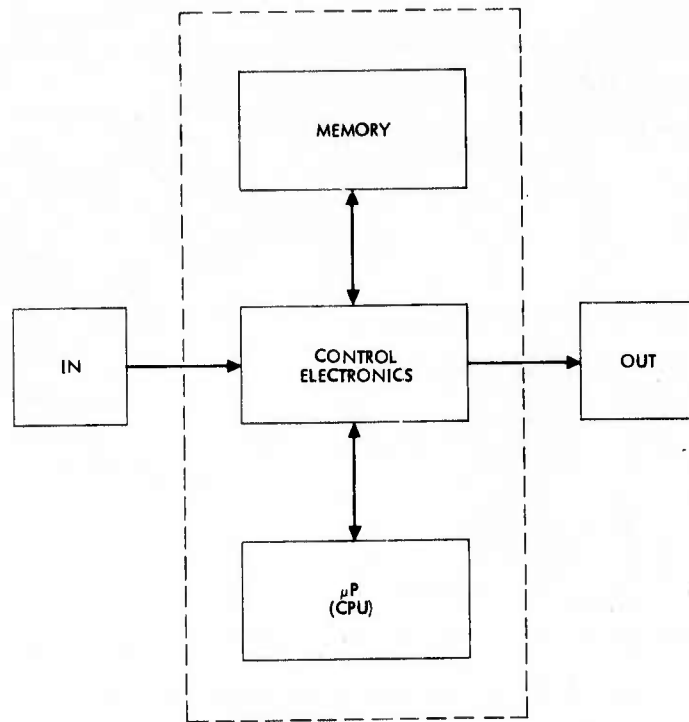 MEMORY
IN
CONTROL
ELECTRONICS
OUT
μP
(CPU)